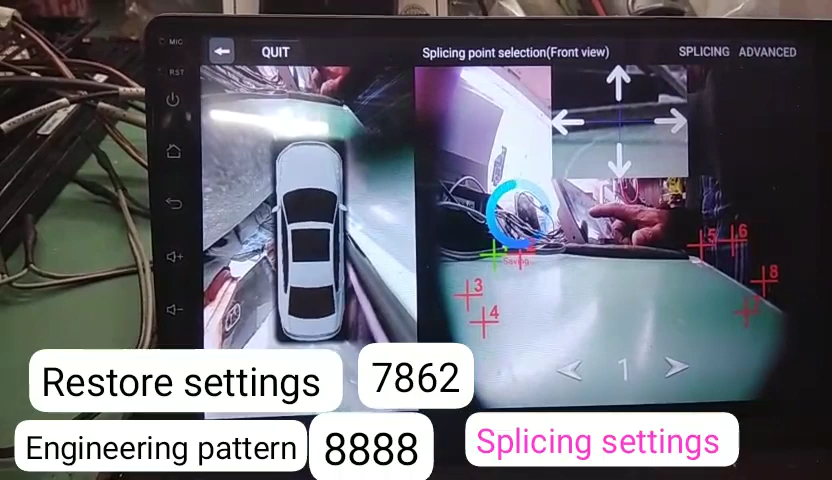 MIC
QUIT
Splicing point selection(Front view)
SPLICING ADVANCED
RST
5 6
Saving
3
8
4
1
Restore settings
7862
Engineering pattern
8888
Splicing settings